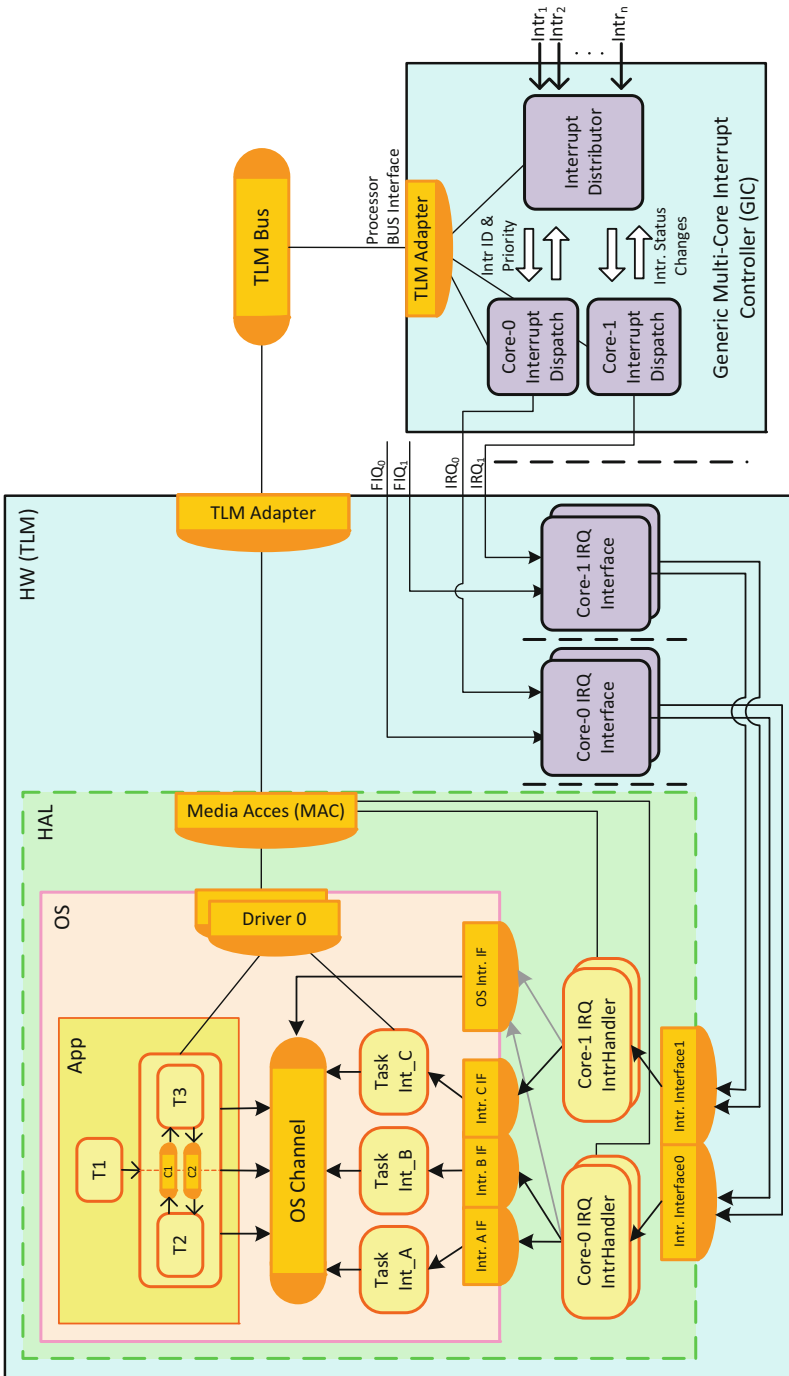 HW (TLM)
HAL
OS
App
T1
T2
T3
C1
C2
OS Channel
Task
Int_A
Task
Int_B
Task
Int_C
Driver 0
Media Acces (MAC)
TLM Adapter
TLM Bus
Intr. A IF
Intr. B IF
Intr. C IF
OS Intr. IF
Core-0 IRQ
IntrHandler
Core-1 IRQ
IntrHandler
Intr. Interface0
Intr. Interface1
Core-0 IRQ
Interface
Core-1 IRQ
Interface
FIQ₀
FIQ₁
IRQ₀
IRQ₁
Processor
BUS Interface
TLM Adapter
Core-0
Interrupt
Dispatch
Core-1
Interrupt
Dispatch
Intr ID &
Priority
Intr. Status
Changes
Interrupt
Distributor
Intr₁
Intr₂
. . .
Intrₙ
Generic Multi-Core Interrupt
Controller (GIC)